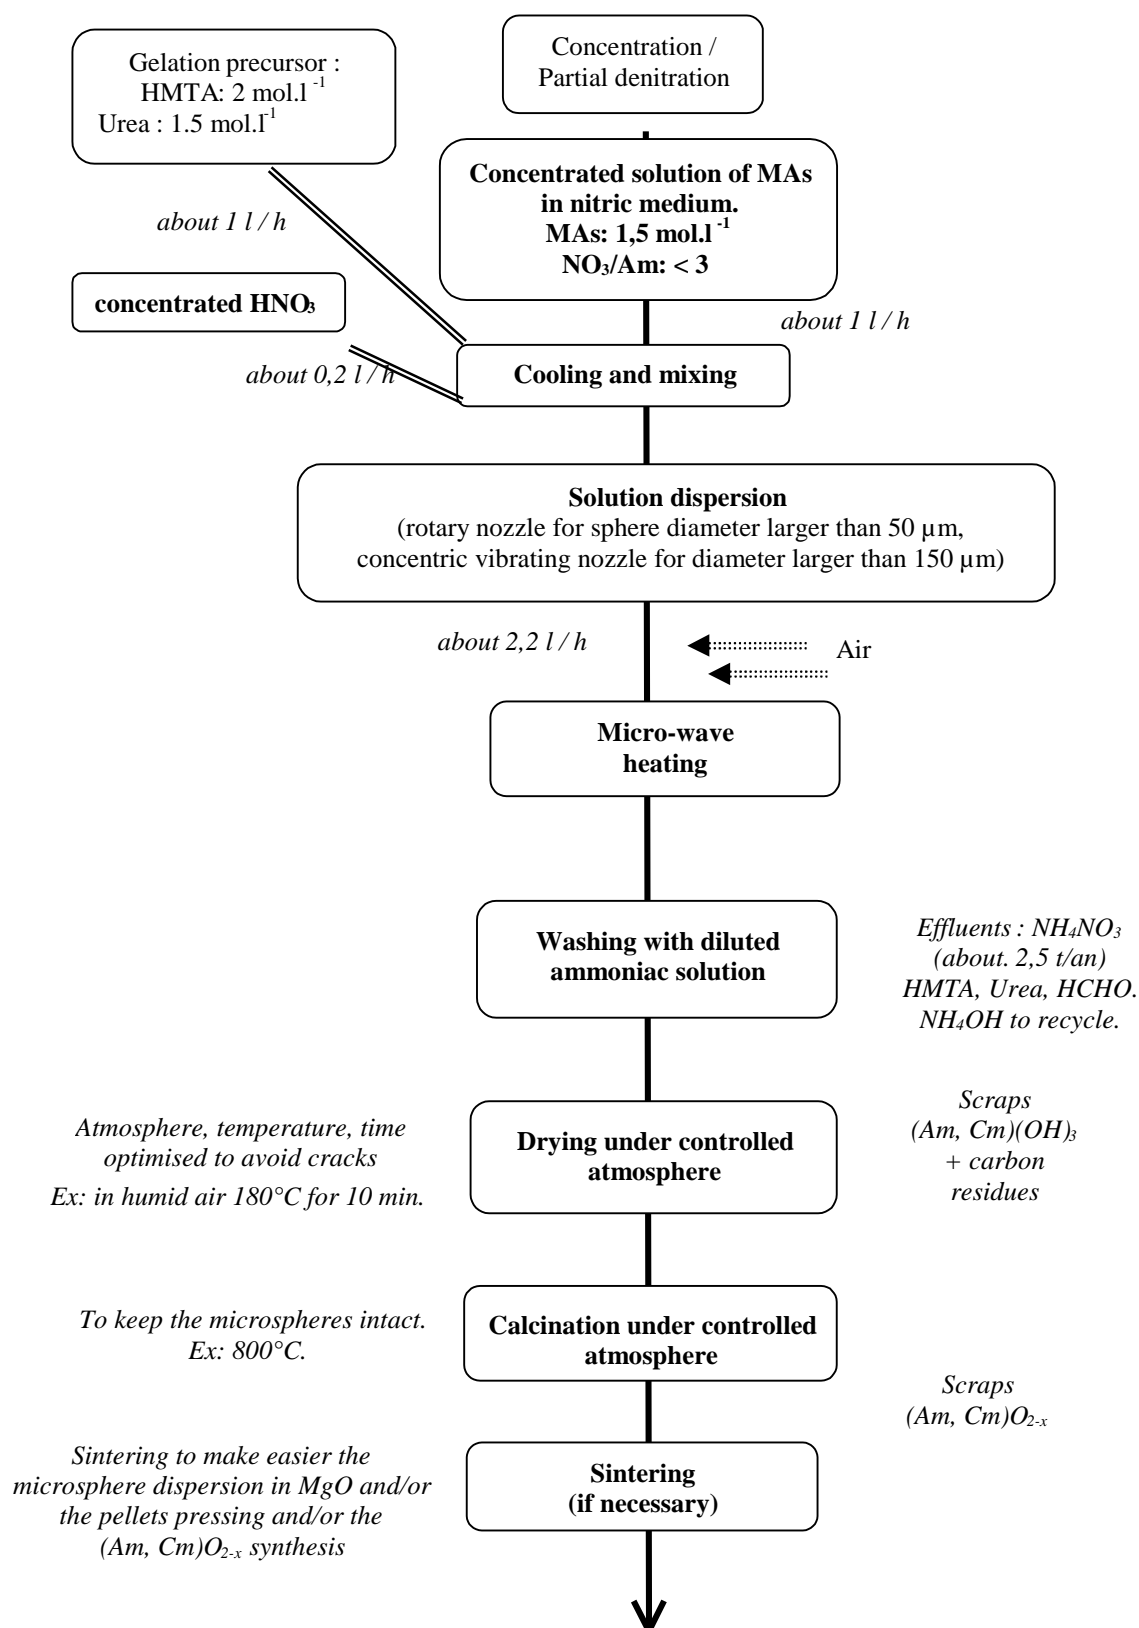 Gelation precursor :
HMTA: 2 mol.l⁻¹
Urea : 1.5 mol.l⁻¹
Concentration /
Partial denitration
about 1 l / h
Concentrated solution of MAs
in nitric medium.
MAs: 1,5 mol.l⁻¹
NO₃/Am: < 3
concentrated HNO₃
about 1 l / h
about 0,2 l / h
Cooling and mixing
Solution dispersion
(rotary nozzle for sphere diameter larger than 50 µm,
concentric vibrating nozzle for diameter larger than 150 µm)
about 2,2 l / h
Air
Micro-wave
heating
Washing with diluted
ammoniac solution
Effluents : NH₄NO₃
(about. 2,5 t/an)
HMTA, Urea, HCHO.
NH₄OH to recycle.
Atmosphere, temperature, time
optimised to avoid cracks
Ex: in humid air 180°C for 10 min.
Drying under controlled
atmosphere
Scraps
(Am, Cm)(OH)₃
+ carbon
residues
To keep the microspheres intact.
Ex: 800°C.
Calcination under controlled
atmosphere
Scraps
(Am, Cm)O₂₋ₓ
Sintering to make easier the
microsphere dispersion in MgO and/or
the pellets pressing and/or the
(Am, Cm)O₂₋ₓ synthesis
Sintering
(if necessary)